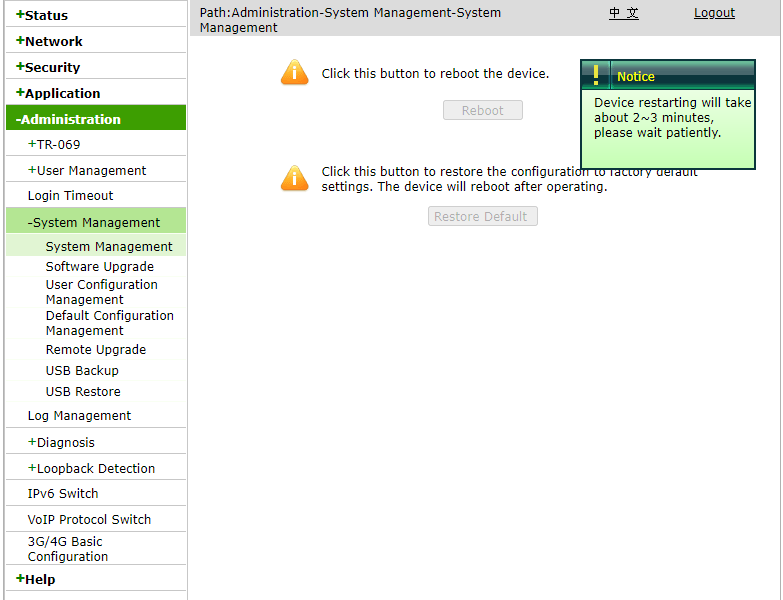 +Status
+Network
+Security
+Application
-Administration
+TR-069
+User Management
Login Timeout
-System Management
System Management
Software Upgrade
User Configuration
Management
Default Configuration
Management
Remote Upgrade
USB Backup
USB Restore
Log Management
+Diagnosis
+Loopback Detection
IPv6 Switch
VoIP Protocol Switch
3G/4G Basic
Configuration
+Help
Path:Administration-System Management-System
Management
中 文
Logout
Click this button to reboot the device.
Reboot
Click this button to restore the configuration to factory default
settings. The device will reboot after operating.
Restore Default
Notice
Device restarting will take
about 2~3 minutes,
please wait patiently.